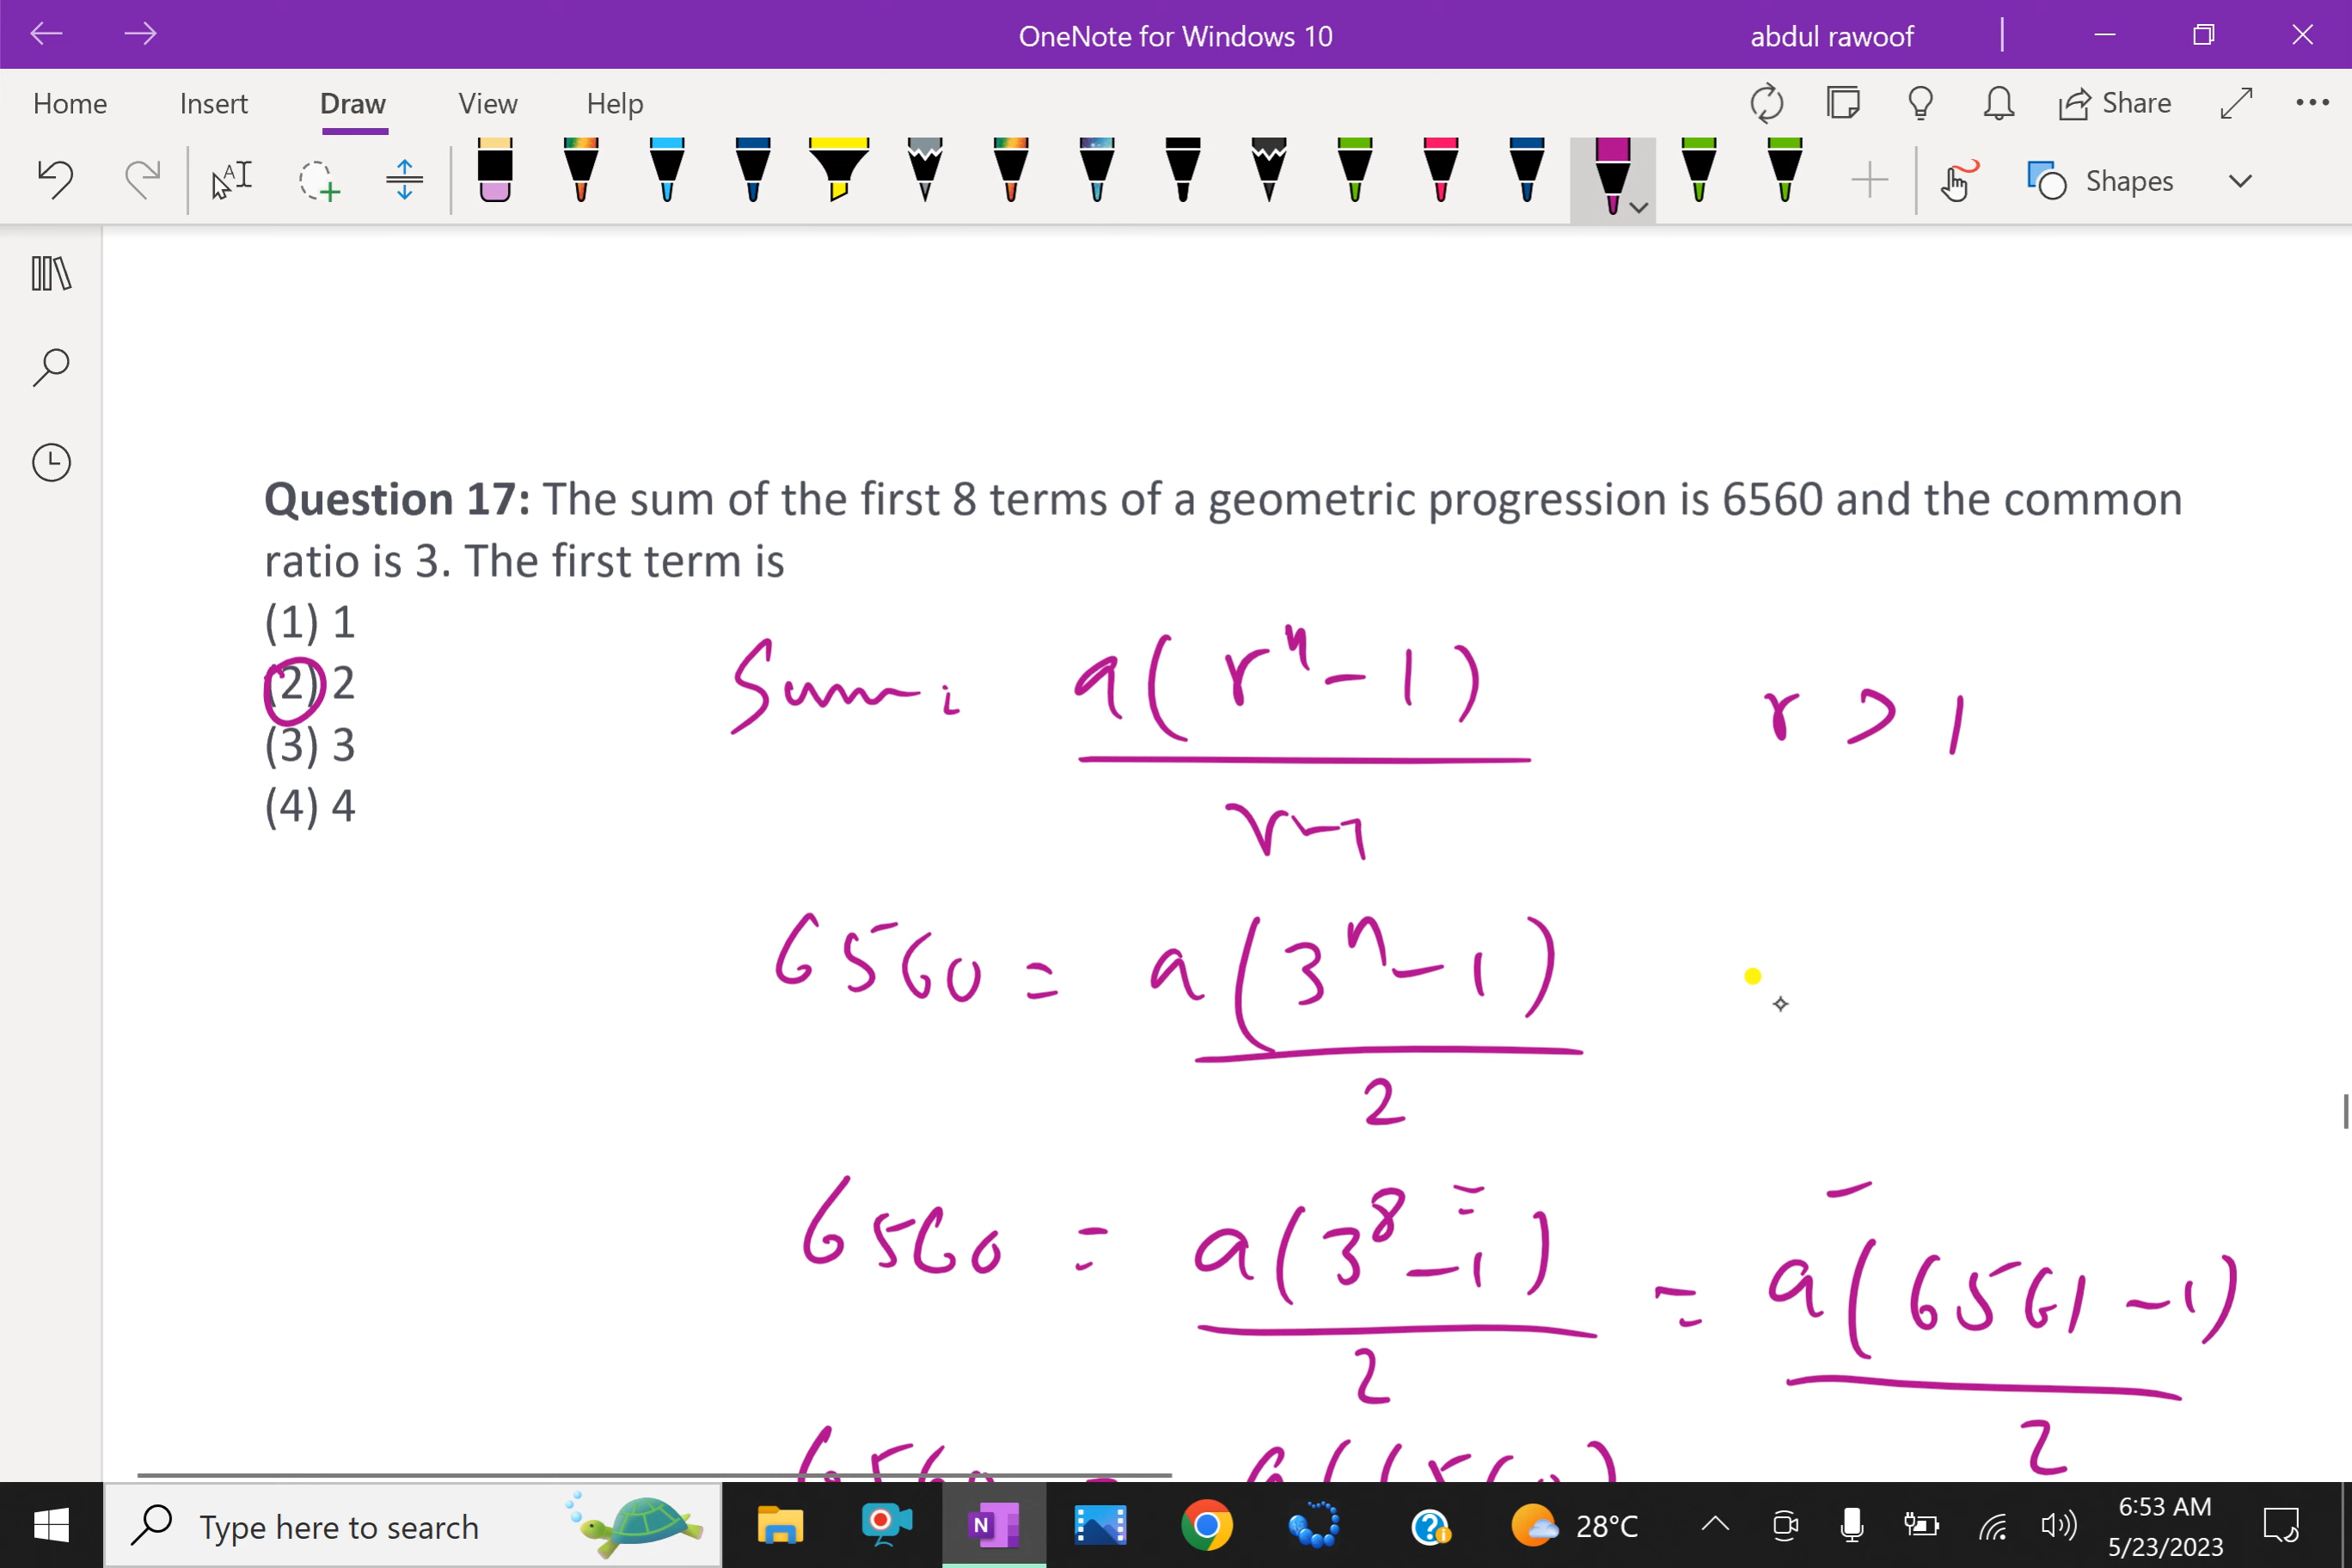 OneNote for Windows 10
abdul rawoof
Home Insert Draw View Help
Share
Shapes
Question 17: The sum of the first 8 terms of a geometric progression is 6560 and the common
ratio is 3. The first term is
(1) 1
(2) 2
(3) 3
(4) 4
Sum = a(r^n - 1) / r-1 r > 1
6560 = a(3^n - 1) / 2
6560 = a(3^8 - 1) / 2 = a(6561 - 1) / 2
6560 = a(6560)
Type here to search
28°C
6:53 AM
5/23/2023